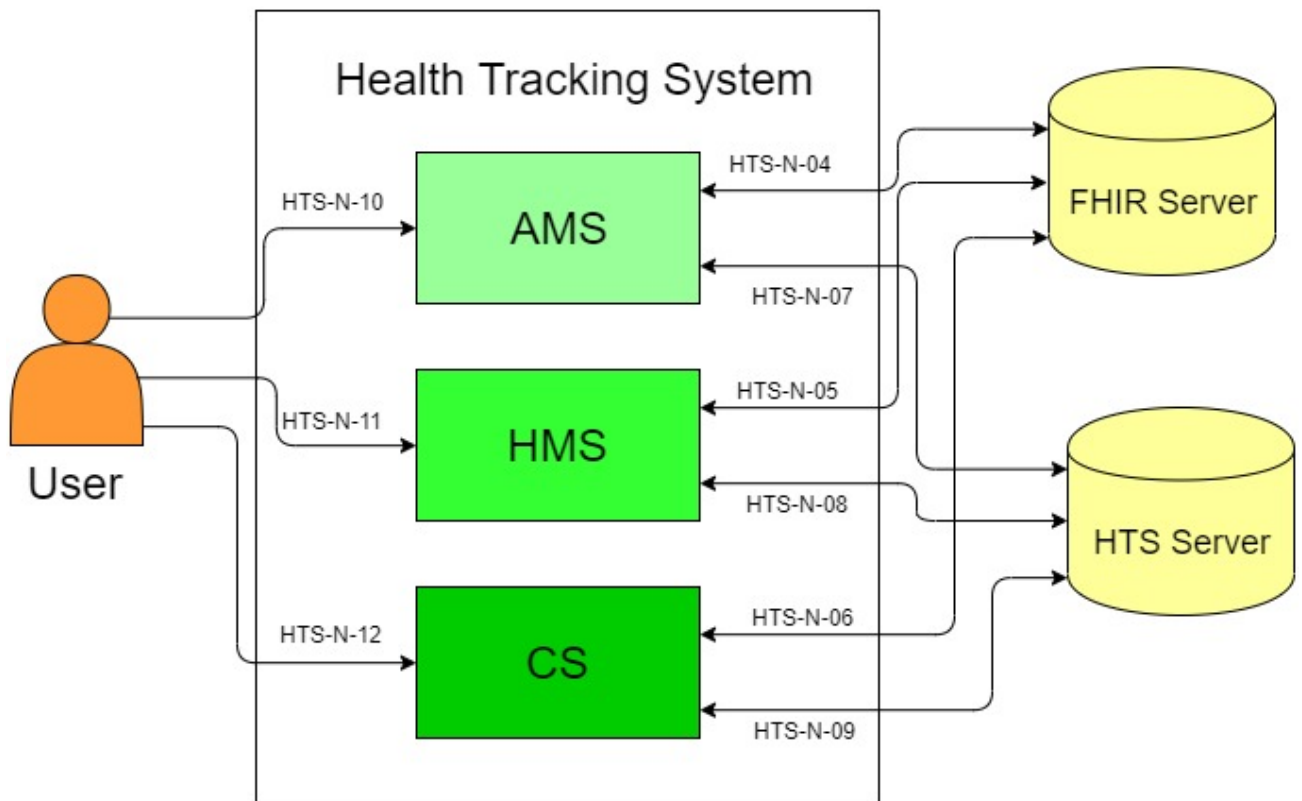 Health Tracking System
HTS-N-04
HTS-N-10
AMS
FHIR Server
HTS-N-07
HTS-N-05
HTS-N-11
HMS
User
HTS-N-08
HTS Server
HTS-N-06
HTS-N-12
CS
HTS-N-09